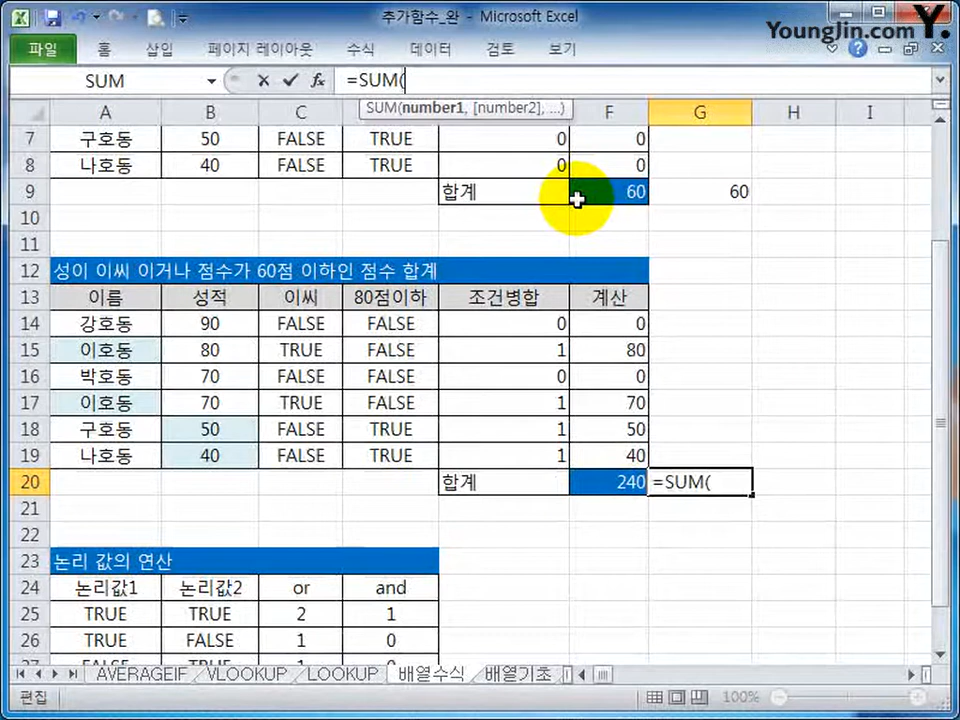 추가함수_완 - Microsoft Excel
YoungJin.com Y.
파일 홈 삽입 페이지 레이아웃 수식 데이터 검토 보기
SUM =SUM(
SUM(number1, [number2], ...)
A B C F G H I
7 구호동 50 FALSE TRUE 0 0
8 나호동 40 FALSE TRUE 0 0
9 합계 60 60
10
11
12 성이 이씨 이거나 점수가 60점 이하인 점수 합계
13 이름 성적 이씨 80점이하 조건병합 계산
14 강호동 90 FALSE FALSE 0 0
15 이호동 80 TRUE FALSE 1 80
16 박호동 70 FALSE FALSE 0 0
17 이호동 70 TRUE FALSE 1 70
18 구호동 50 FALSE TRUE 1 50
19 나호동 40 FALSE TRUE 1 40
20 합계 240 =SUM(
21
22
23 논리 값의 연산
24 논리값1 논리값2 or and
25 TRUE TRUE 2 1
26 TRUE FALSE 1 0
27 FALSE TRUE 1 0
AVERAGEIF VLOOKUP LOOKUP 배열수식 배열기초
편집 100%